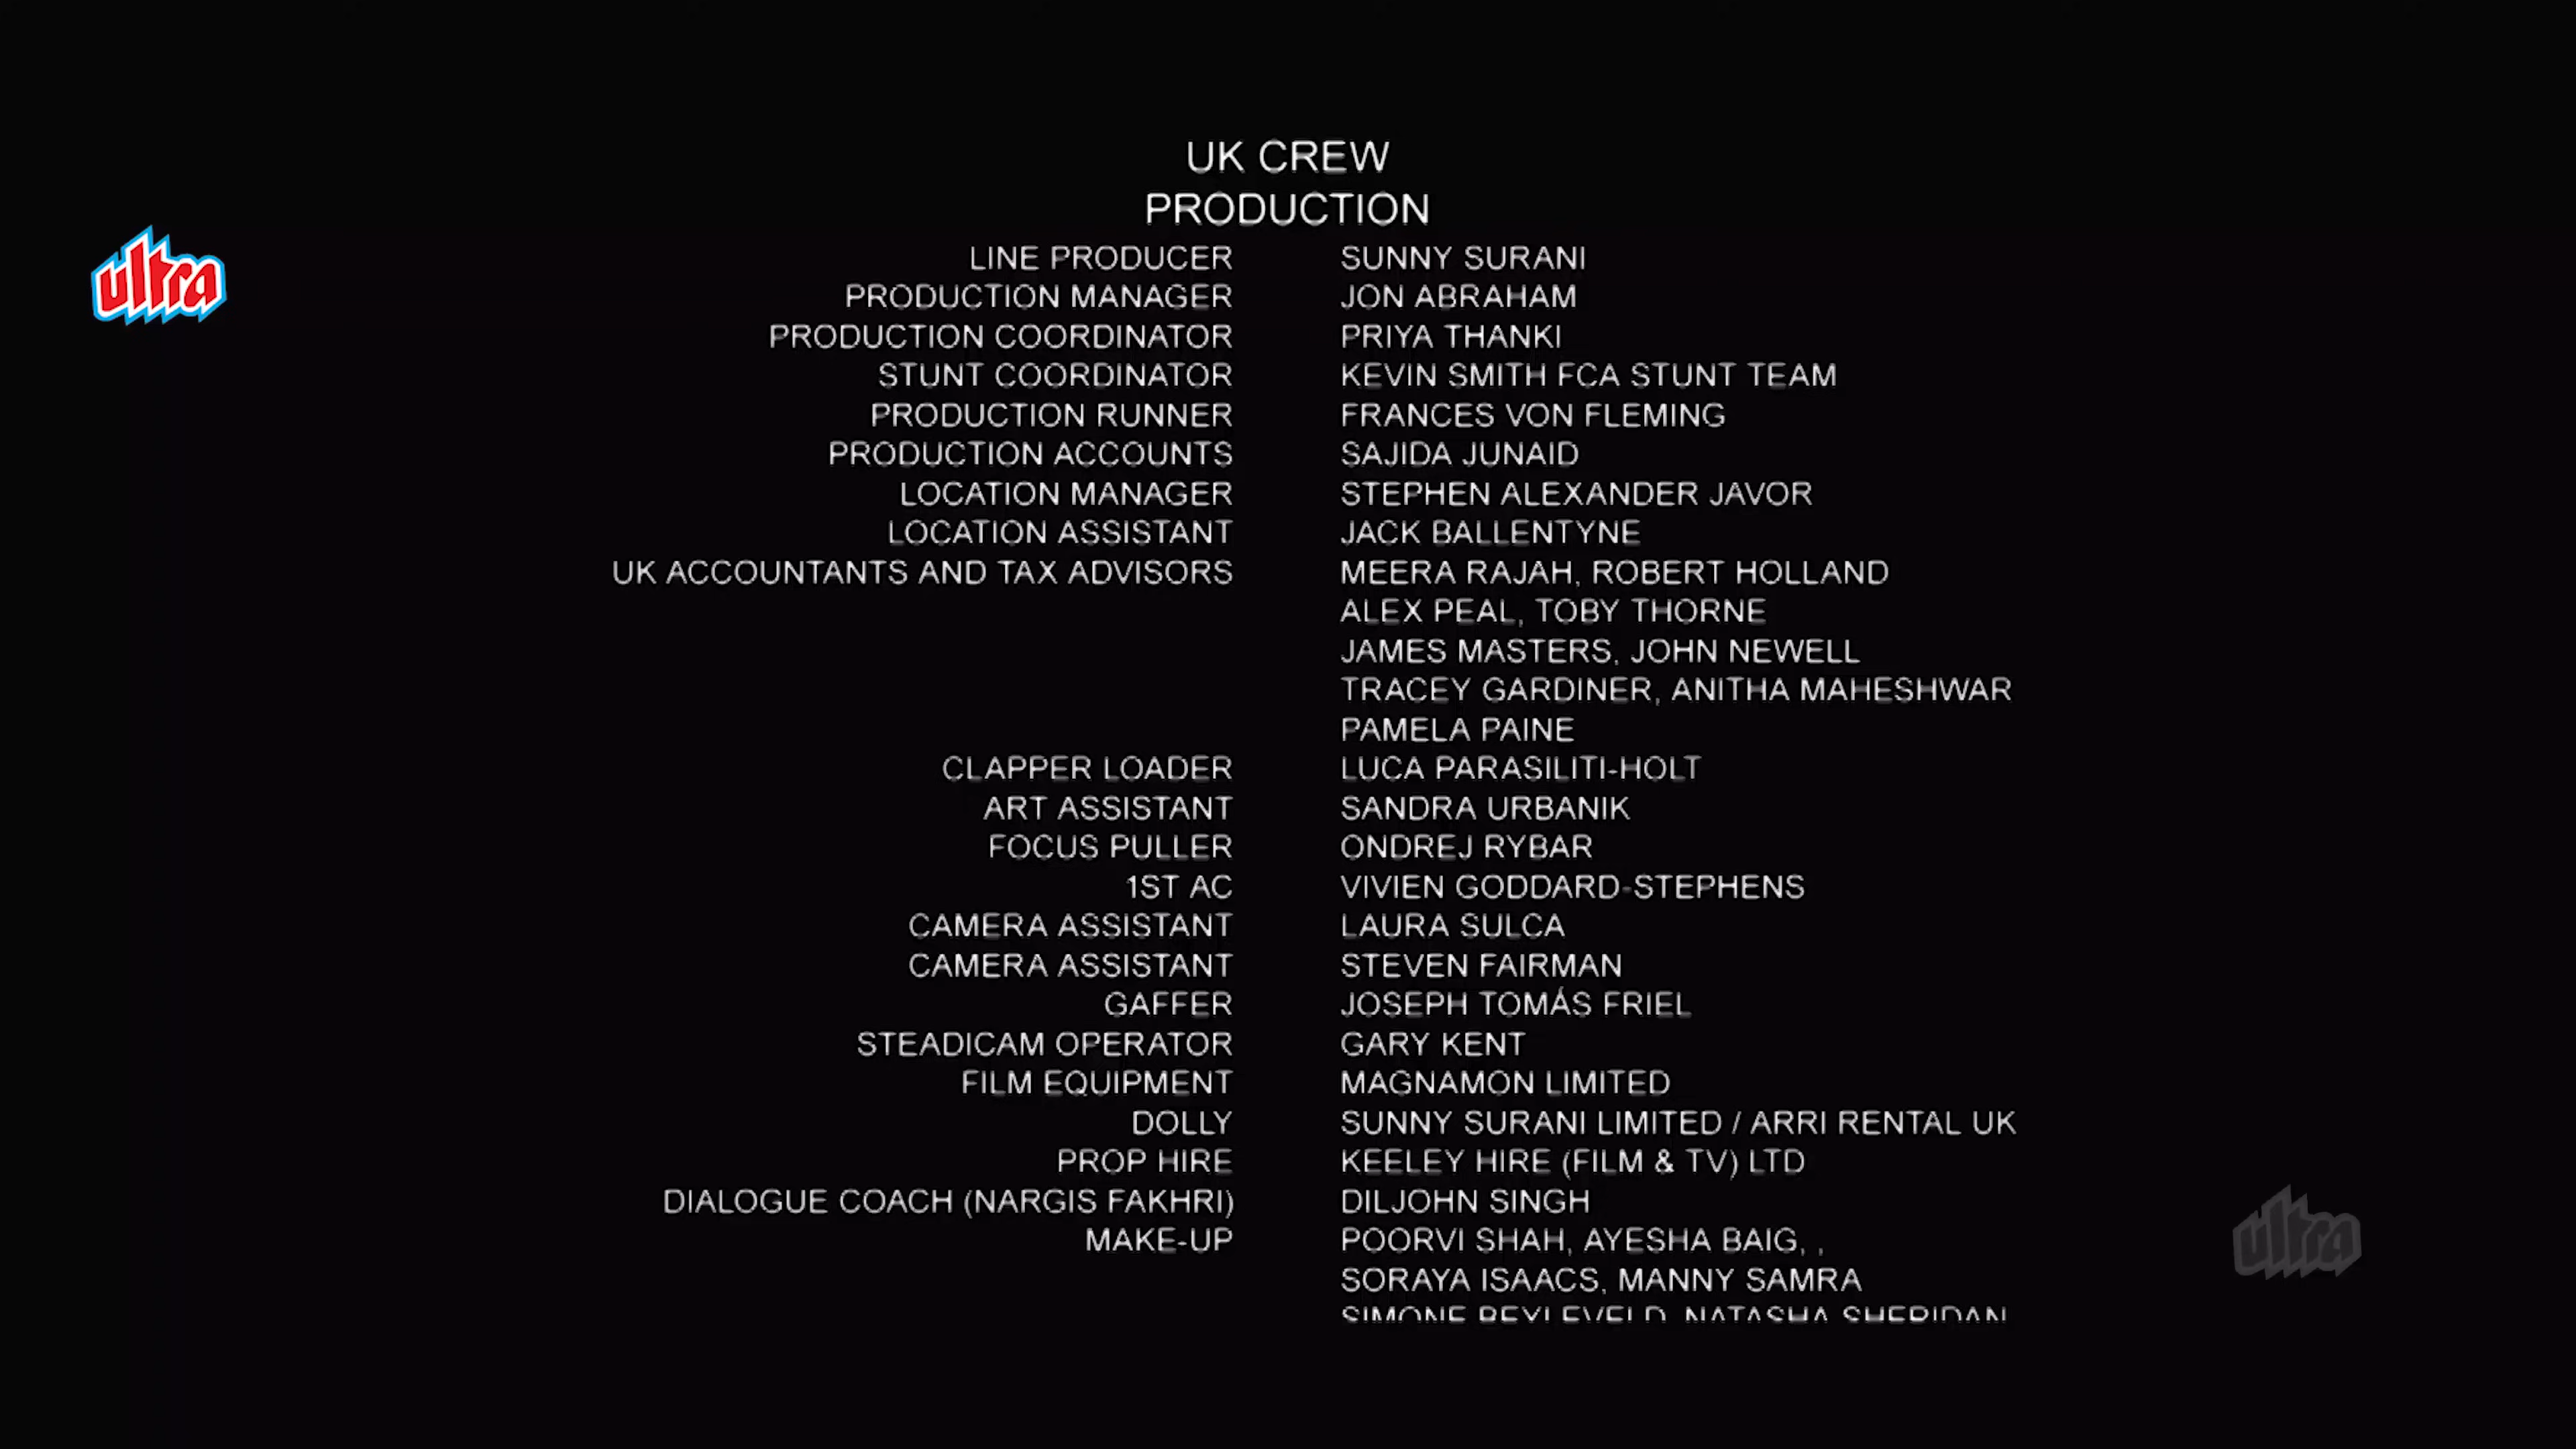 UK CREW
PRODUCTION
ultra
LINE PRODUCER SUNNY SURANI
PRODUCTION MANAGER JON ABRAHAM
PRODUCTION COORDINATOR PRIYA THANKI
STUNT COORDINATOR KEVIN SMITH FCA STUNT TEAM
PRODUCTION RUNNER FRANCES VON FLEMING
PRODUCTION ACCOUNTS SAJIDA JUNAID
LOCATION MANAGER STEPHEN ALEXANDER JAVOR
LOCATION ASSISTANT JACK BALLENTYNE
UK ACCOUNTANTS AND TAX ADVISORS MEERA RAJAH, ROBERT HOLLAND
ALEX PEAL, TOBY THORNE
JAMES MASTERS, JOHN NEWELL
TRACEY GARDINER, ANITHA MAHESHWAR
PAMELA PAINE
CLAPPER LOADER LUCA PARASILITI-HOLT
ART ASSISTANT SANDRA URBANIK
FOCUS PULLER ONDREJ RYBAR
1ST AC VIVIEN GODDARD-STEPHENS
CAMERA ASSISTANT LAURA SULCA
CAMERA ASSISTANT STEVEN FAIRMAN
GAFFER JOSEPH TOMÁS FRIEL
STEADICAM OPERATOR GARY KENT
FILM EQUIPMENT MAGNAMON LIMITED
DOLLY SUNNY SURANI LIMITED / ARRI RENTAL UK
PROP HIRE KEELEY HIRE (FILM & TV) LTD
DIALOGUE COACH (NARGIS FAKHRI) DILJOHN SINGH
MAKE-UP POORVI SHAH, AYESHA BAIG, ,
SORAYA ISAACS, MANNY SAMRA
SIMONE BEYLEVELD, NATASHA SHERIDAN
ultra